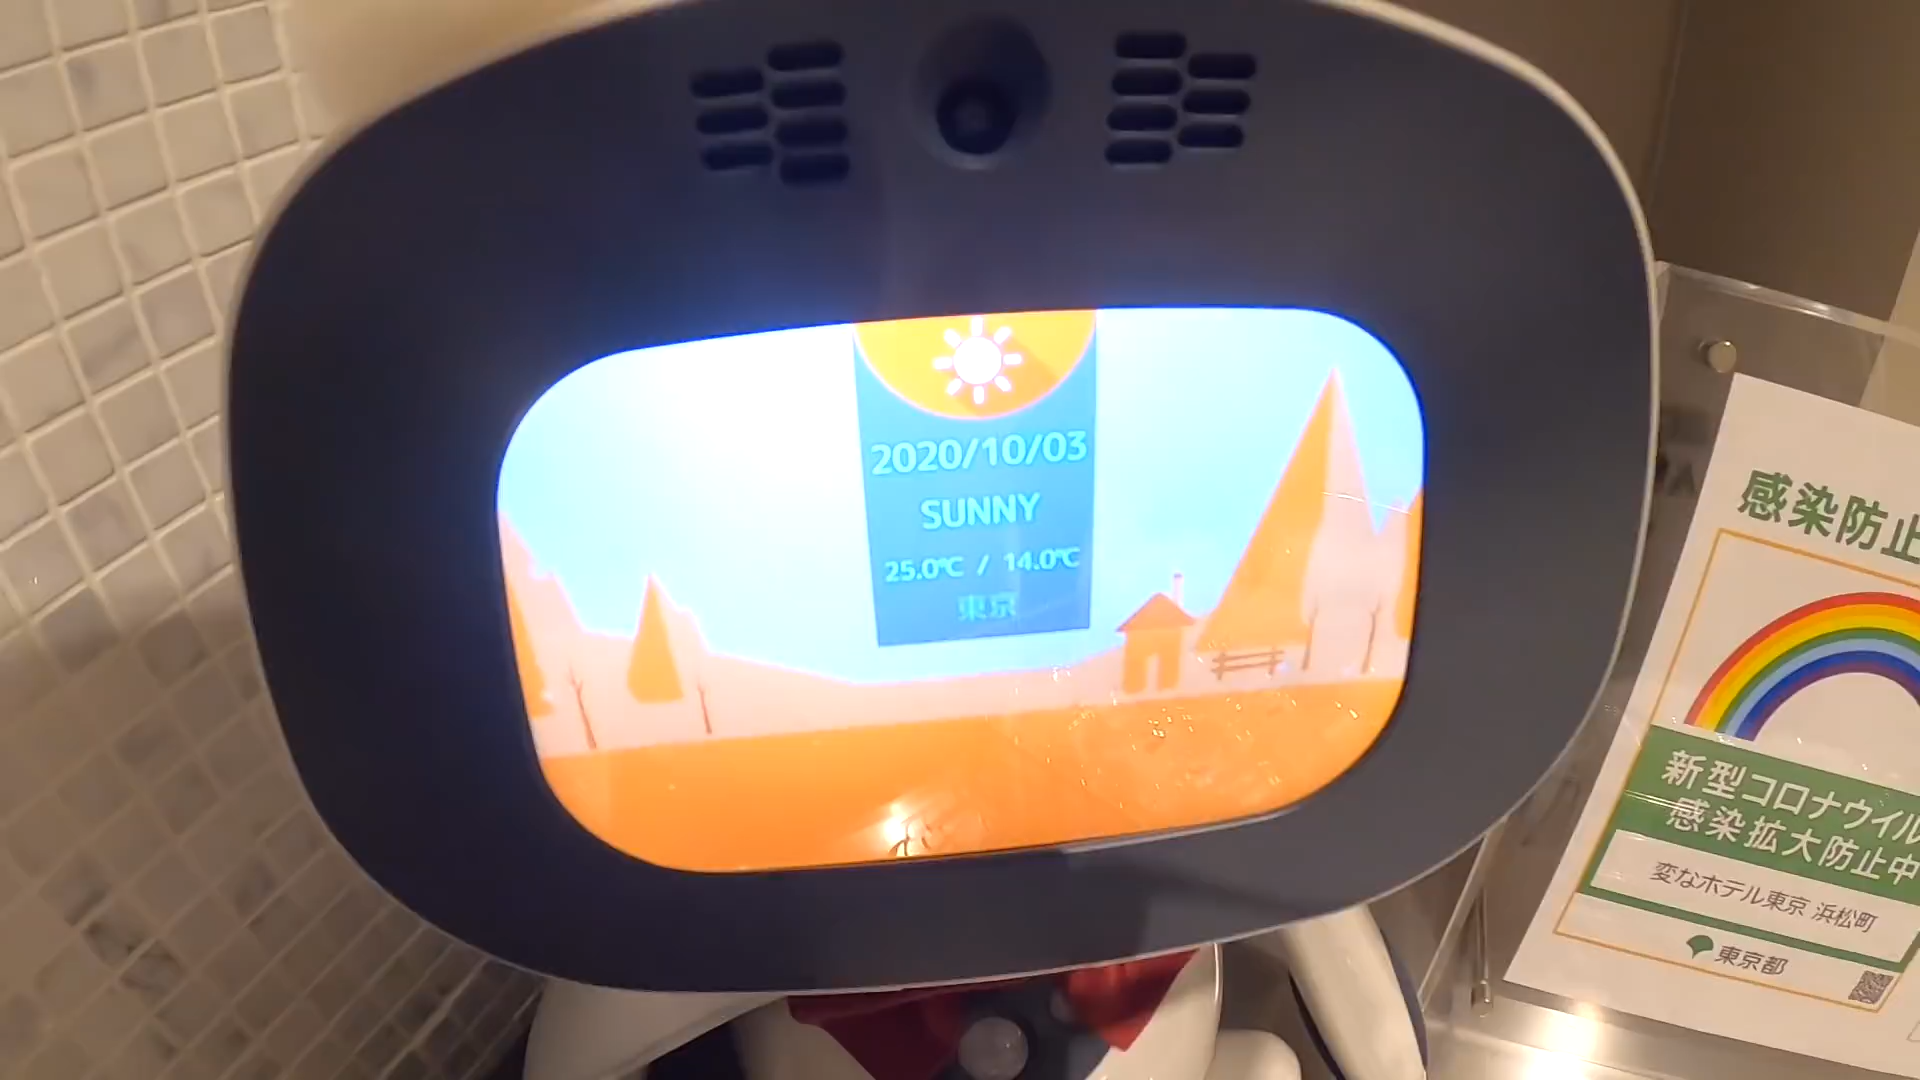 2020/10/03
SUNNY
25.0℃ / 14.0℃
東京
感染防止
新型コロナウイル
感染拡大防止中
変なホテル東京 浜松町
東京都